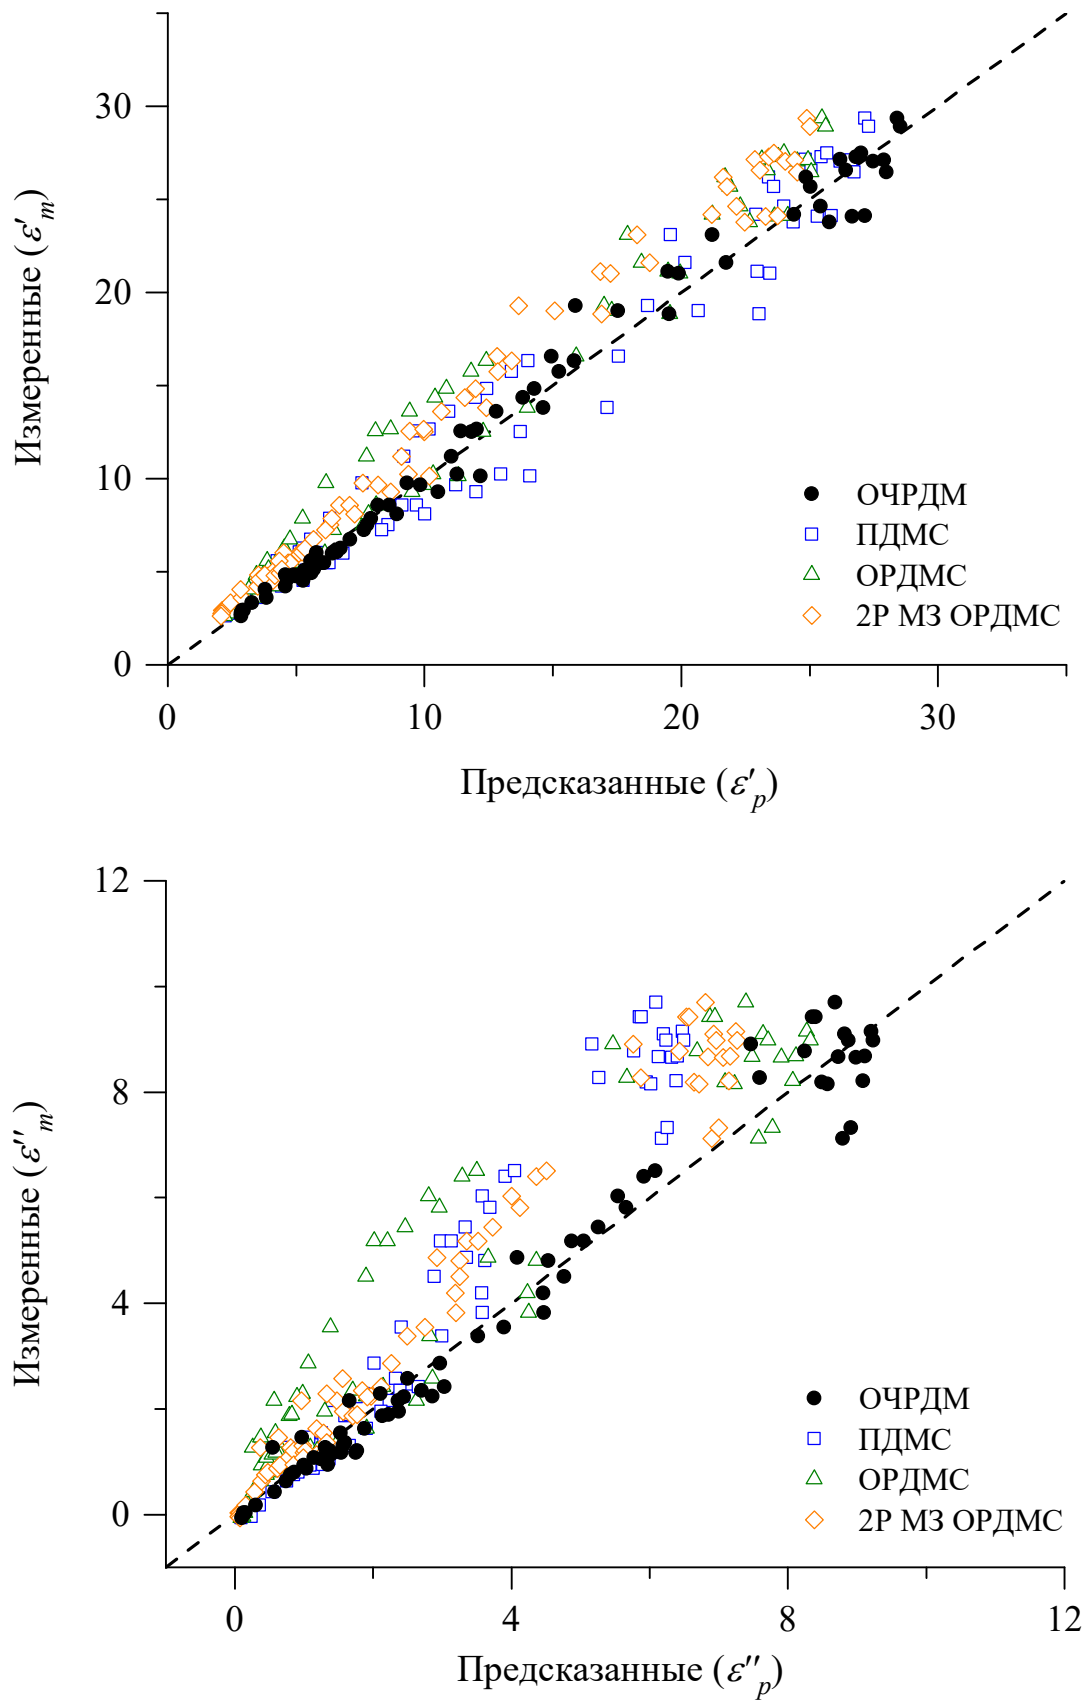 30
20
10
0
Измеренные (ε′m)
ОЧРДМ
ПДМС
ОРДМС
2Р МЗ ОРДМС
0 10 20 30
Предсказанные (ε′p)
12
8
4
0
Измеренные (ε″m)
ОЧРДМ
ПДМС
ОРДМС
2Р МЗ ОРДМС
0 4 8 12
Предсказанные (ε″p)